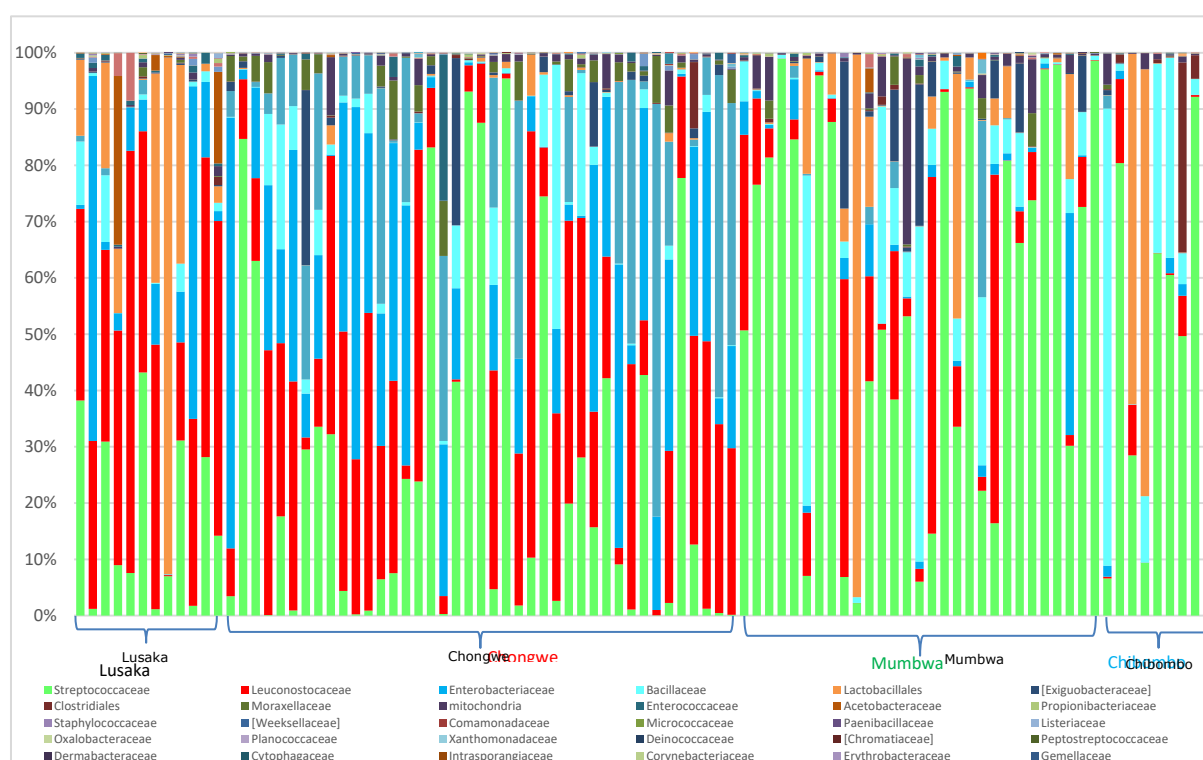 100%
90%
80%
70%
60%
50%
40%
30%
20%
10%
0%
Lusaka Chongwe Chongwe Mumbwa Mumbwa Chibombo Chibombo
Lusaka
Streptococcaceae Leuconostocaceae Enterobacteriaceae Bacillaceae Lactobacillales [Exiguobacteraceae]
Clostridiales Moraxellaceae mitochondria Enterococcaceae Acetobacteraceae Propionibacteriaceae
Staphylococcaceae [Weeksellaceae] Comamonadaceae Micrococcaceae Paenibacillaceae Listeriaceae
Oxalobacteraceae Planococcaceae Xanthomonadaceae Deinococcaceae [Chromatiaceae] Peptostreptococcaceae
Dermabacteraceae Cytophagaceae Intrasporangiaceae Corynebacteriaceae Erythrobacteraceae Gemellaceae